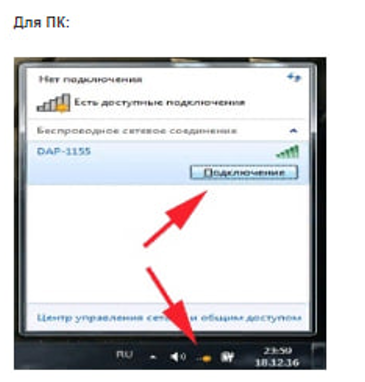 Для ПК:
Нет подключения
Есть доступные подключения
Беспроводное сетевое соединение
DAP-1155
Подключение
Центр управления сетями и общим доступом
RU
23:59
18.12.16